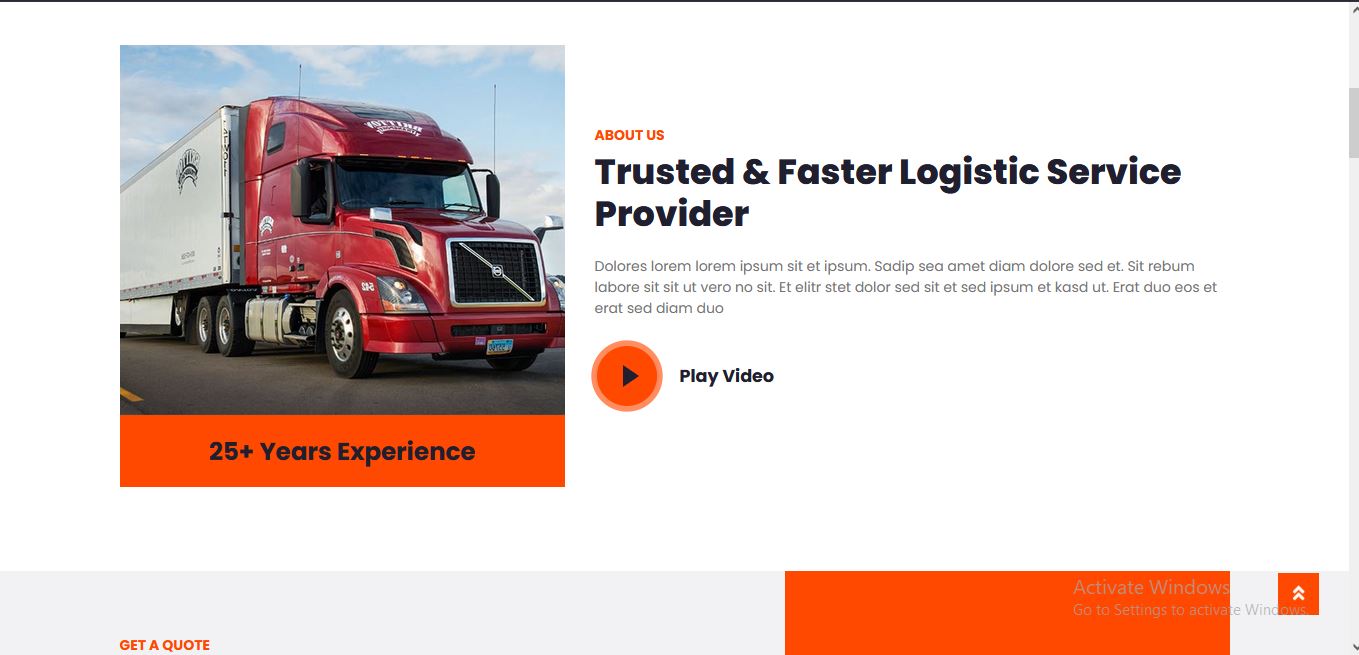 ABOUT US
Trusted & Faster Logistic Service
Provider
Dolores lorem lorem ipsum sit et ipsum. Sadip sea amet diam dolore sed et. Sit rebum
labore sit sit ut vero no sit. Et elitr stet dolor sed sit et sed ipsum et kasd ut. Erat duo eos et
erat sed diam duo
Play Video
25+ Years Experience
Activate Windows
Go to Settings to activate Windows.
GET A QUOTE